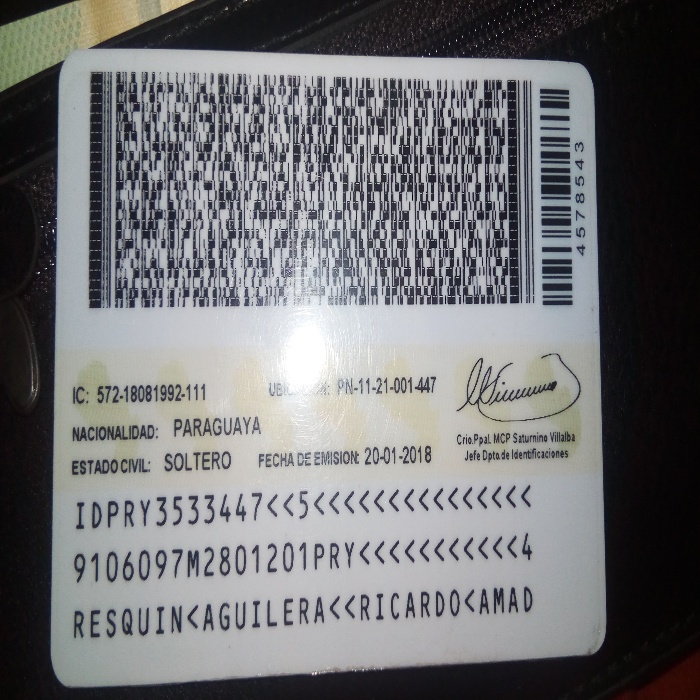 4578543
IC: 572-18081992-111
PN-11-21-001-447
NACIONALIDAD: PARAGUAYA
ESTADO CIVIL: SOLTERO
FECHA DE EMISION: 20-01-2018
Crio.Ppal. MCP Saturnino Villalba
Jefe Dpto.de Identificaciones
IDPRY3533447<<5<<<<<<<<<<<<<<<
9106097M2801201PRY<<<<<<<<<<<4
RESQUIN<AGUILERA<<RICARDO<AMAD